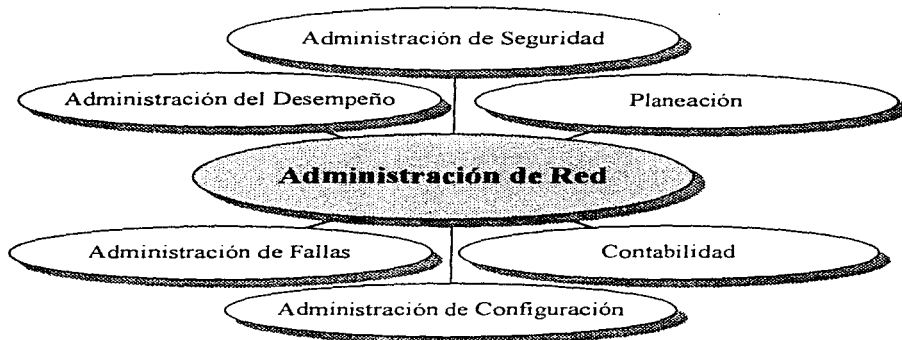 Administración de Seguridad
Administración del Desempeño
Planeación
Administración de Red
Administración de Fallas
Contabilidad
Administración de Configuración